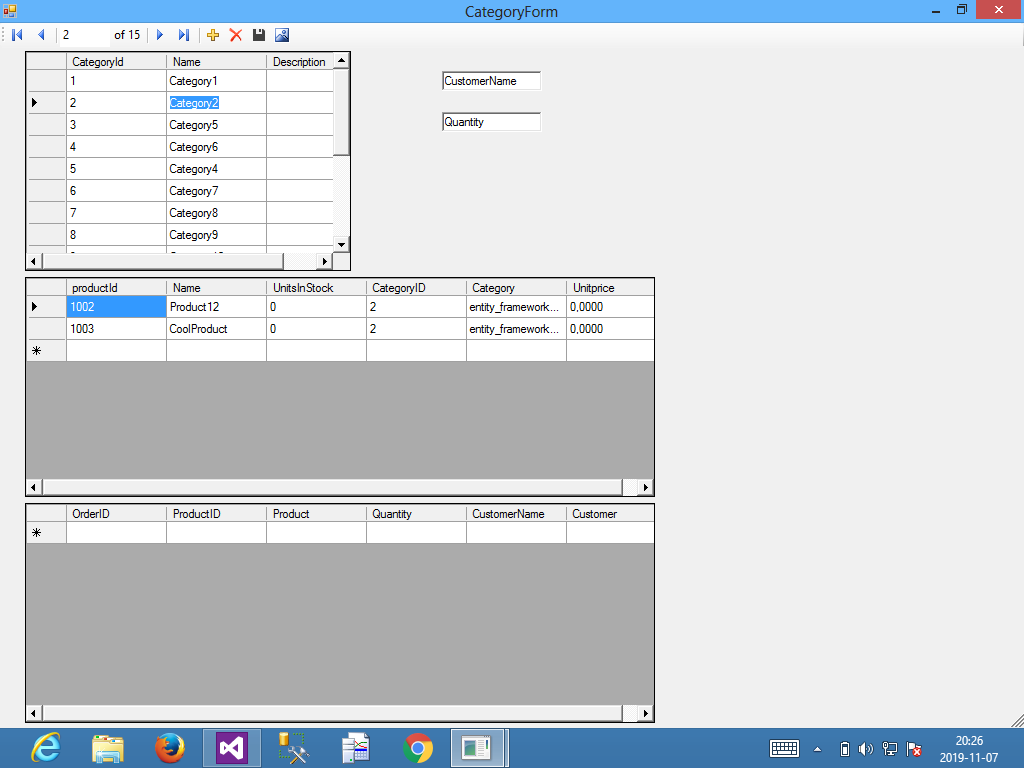 CategoryForm
2 of 15
CategoryId Name Description
1 Category1
2 Category2
3 Category5
4 Category6
5 Category4
6 Category7
7 Category8
8 Category9
CustomerName
Quantity
productId Name UnitsInStock CategoryID Category Unitprice
1002 Product12 0 2 entity_framework... 0,0000
1003 CoolProduct 0 2 entity_framework... 0,0000
OrderID ProductID Product Quantity CustomerName Customer
20:26
2019-11-07